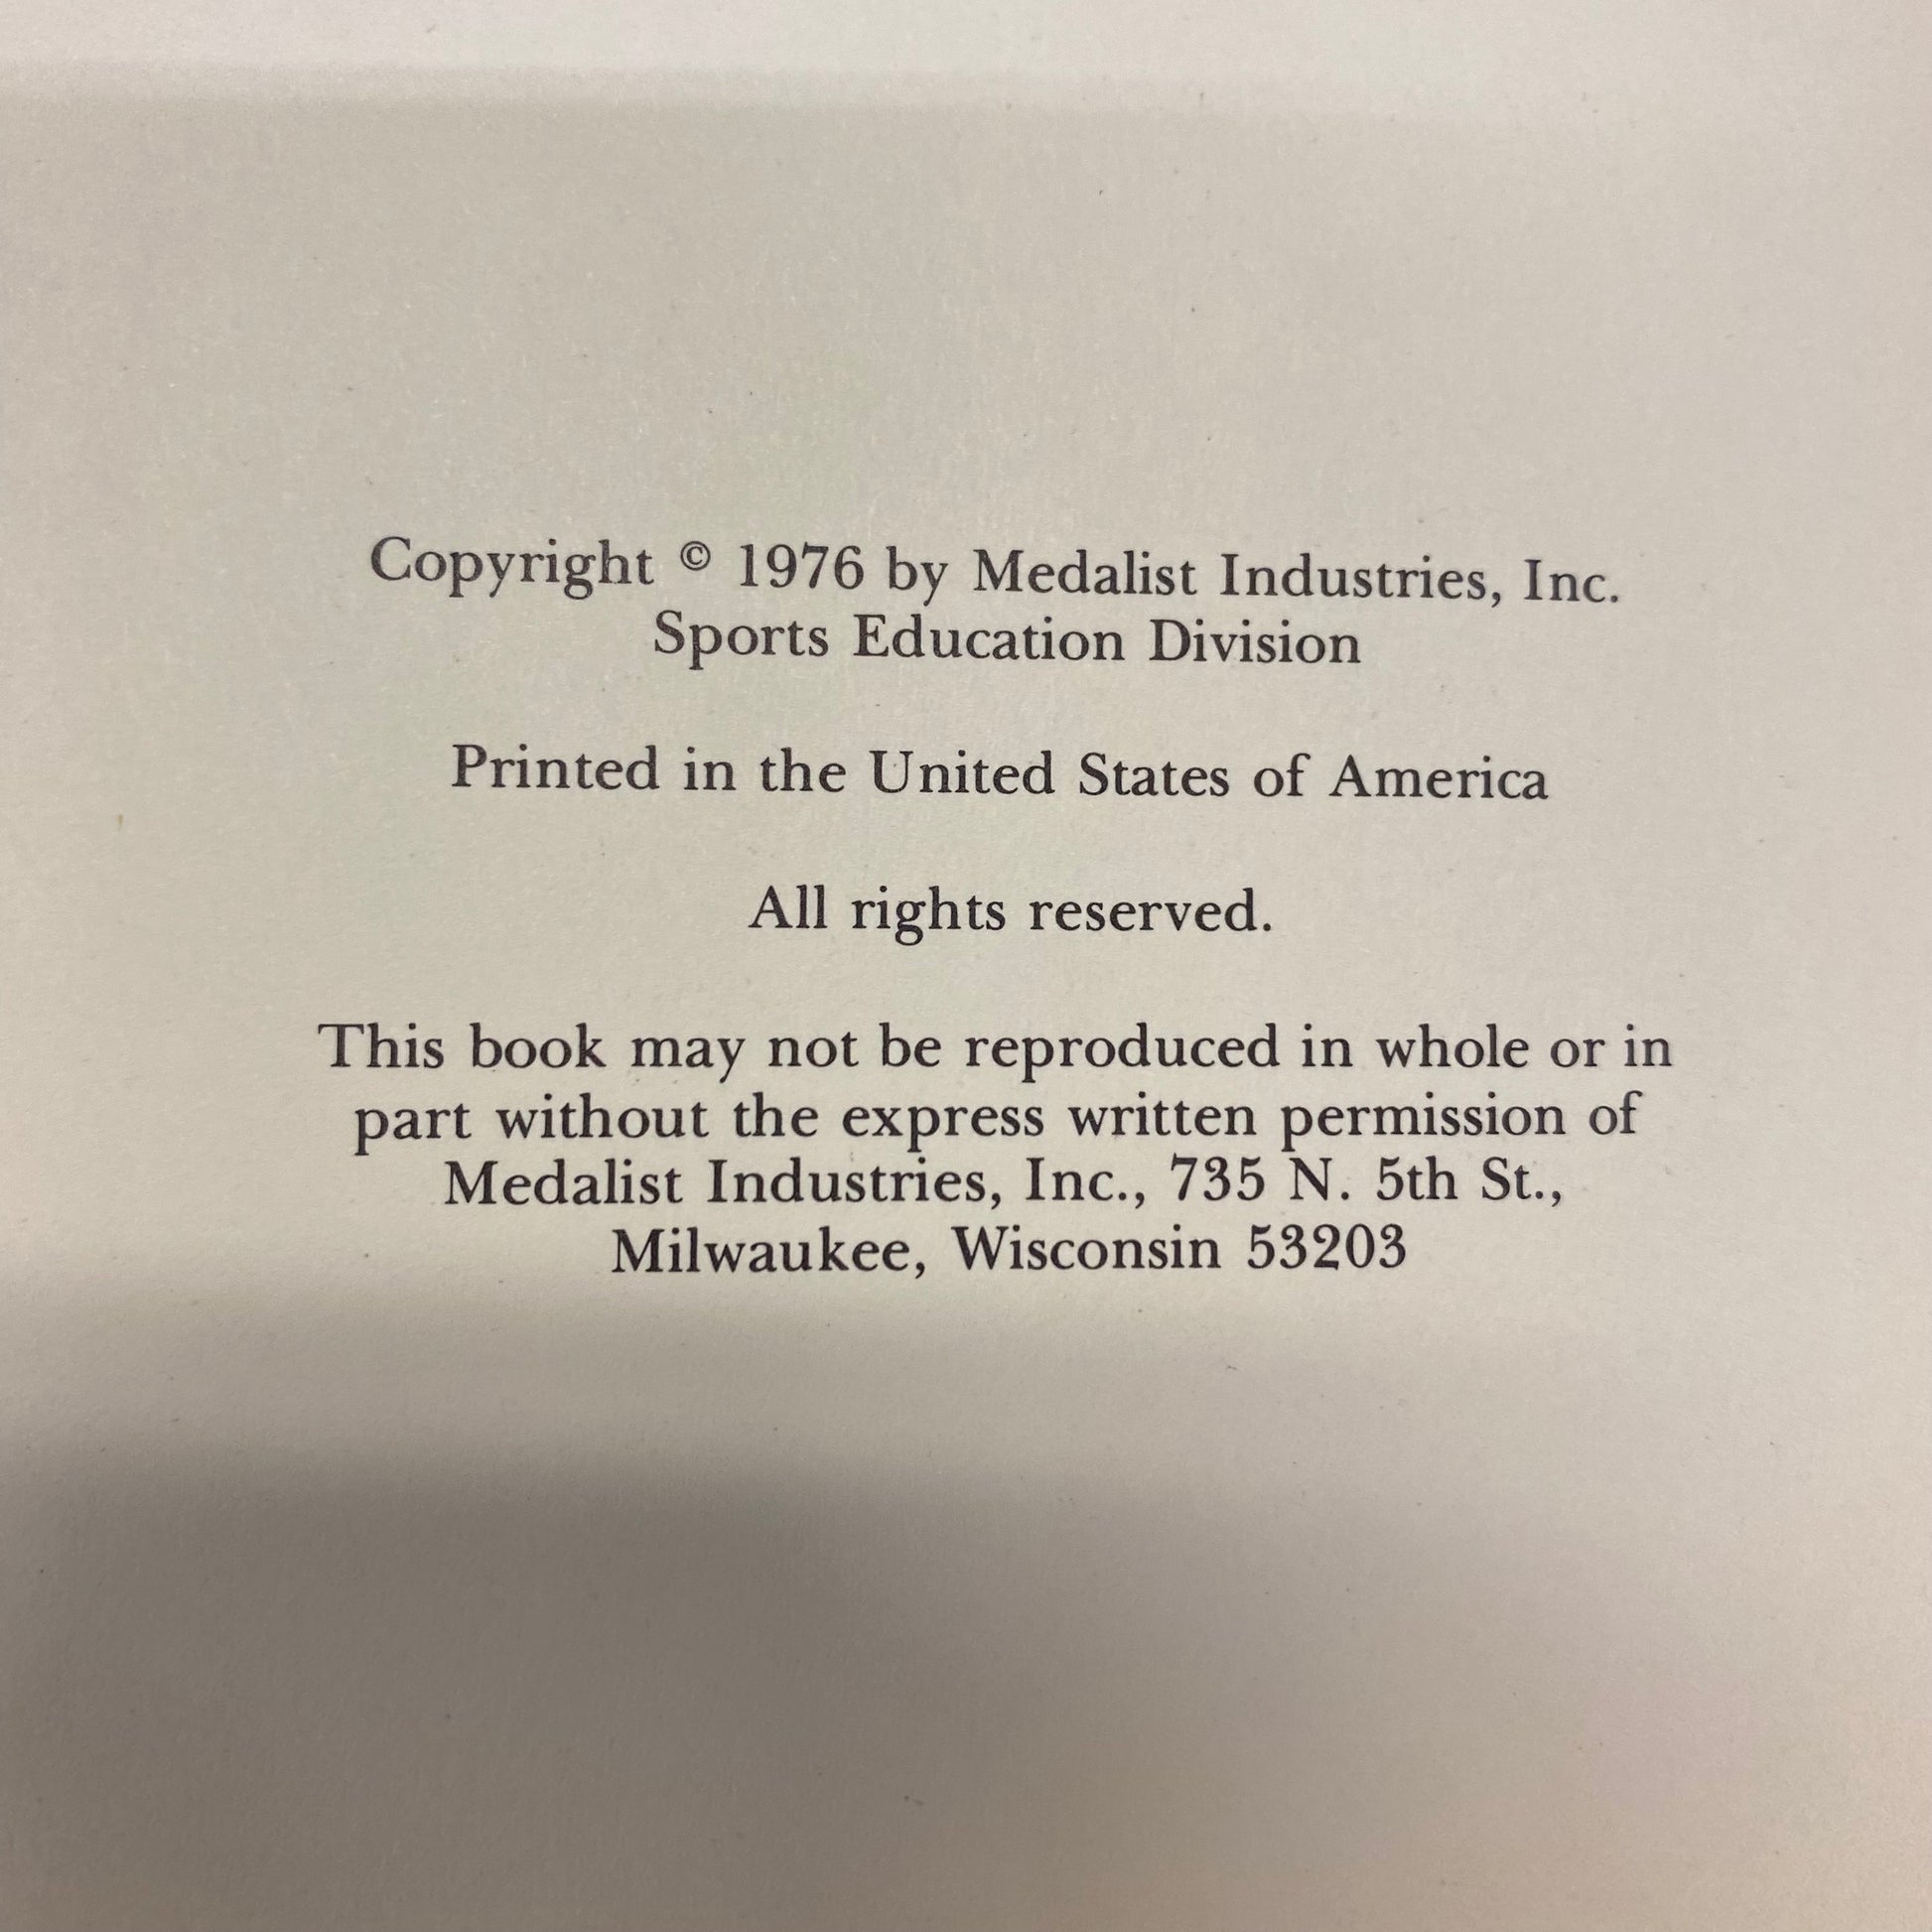 Copyright © 1976 by Medalist Industries, Inc.
Sports Education Division
Printed in the United States of America
All rights reserved.
This book may not be reproduced in whole or in
part without the express written permission of
Medalist Industries, Inc., 735 N. 5th St.,
Milwaukee, Wisconsin 53203